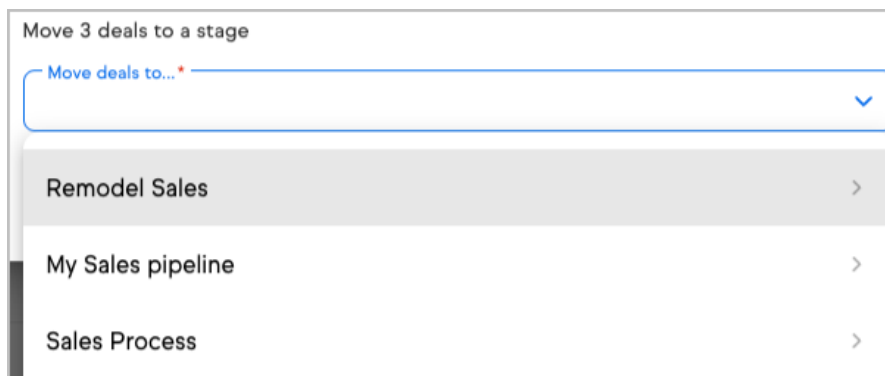 Move 3 deals to a stage
Move deals to...*
Remodel Sales
My Sales pipeline
Sales Process